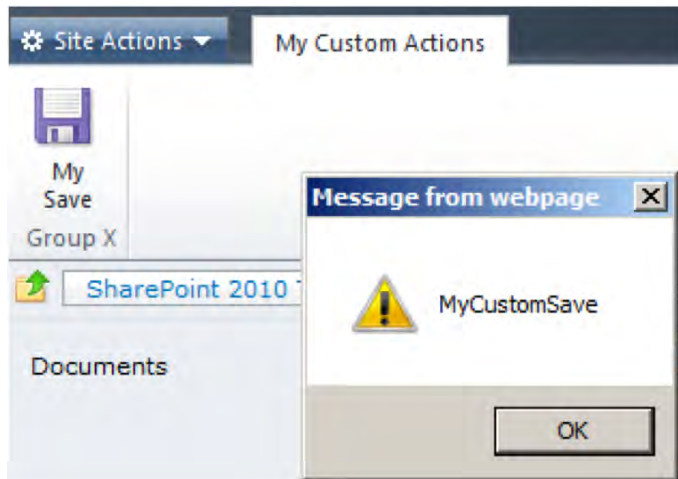 Site Actions
My Custom Actions
My
Save
Group X
Message from webpage
SharePoint 2010
MyCustomSave
Documents
OK